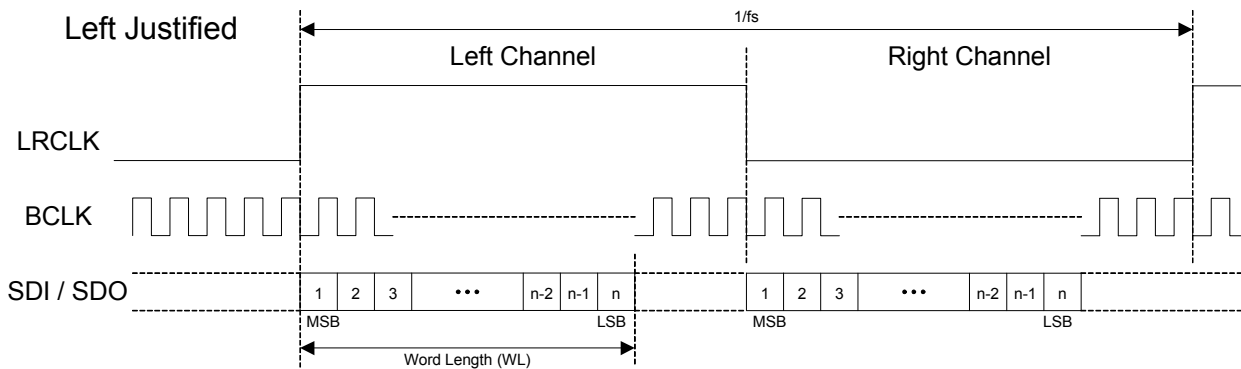 Left Justified
1/fs
Left Channel
Right Channel
LRCLK
BCLK
SDI / SDO
1 2 3 ••• n-2 n-1 n 1 2 3 ••• n-2 n-1 n
MSB LSB MSB LSB
Word Length (WL)